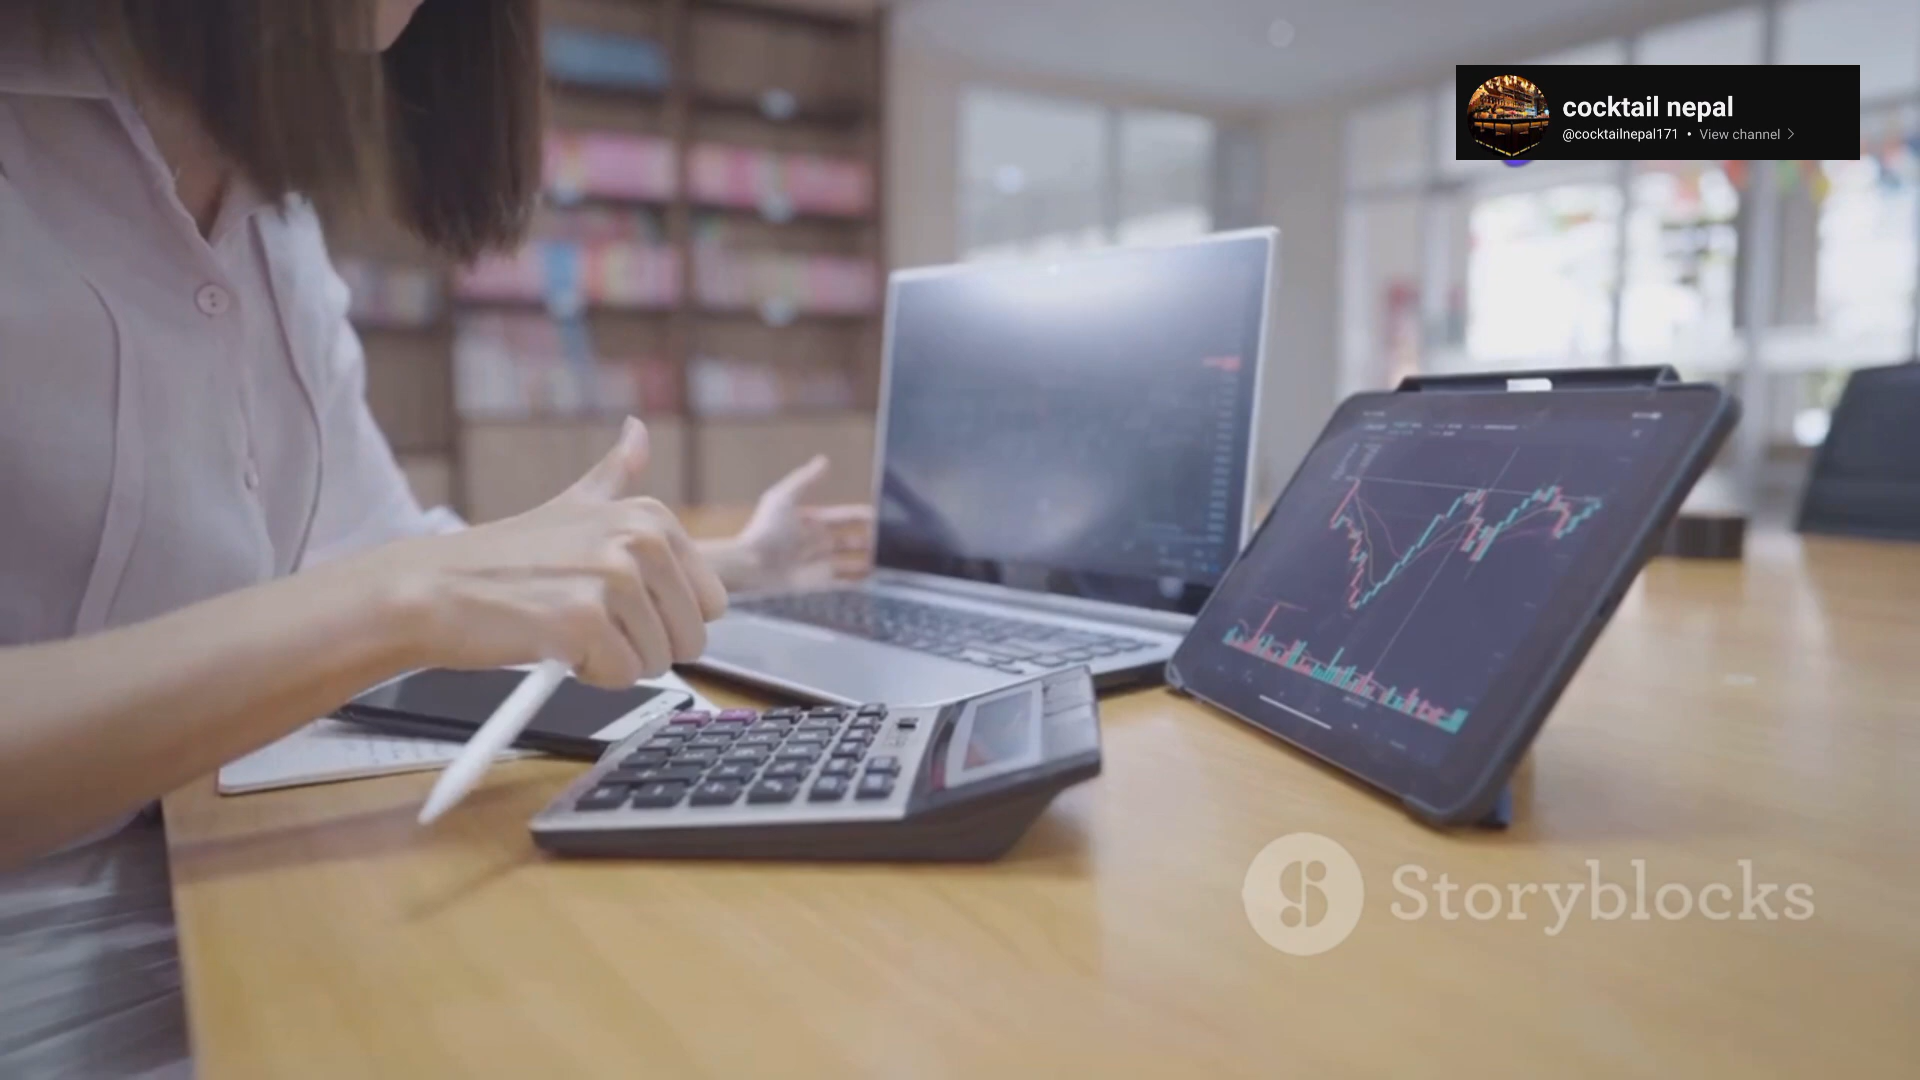 cocktail nepal
@cocktailnepal171 • View channel
Storyblocks